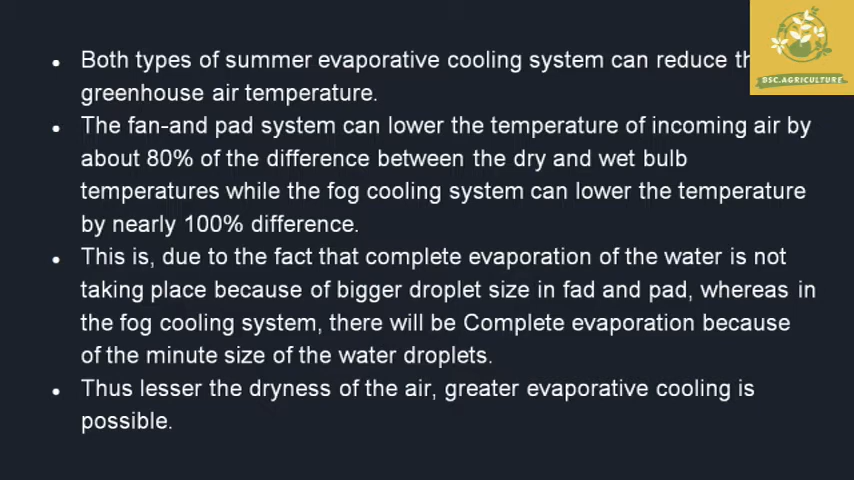 Both types of summer evaporative cooling system can reduce
greenhouse air temperature.
The fan-and pad system can lower the temperature of incoming air by
about 80% of the difference between the dry and wet bulb
temperatures while the fog cooling system can lower the temperature
by nearly 100% difference.
This is, due to the fact that complete evaporation of the water is not
taking place because of bigger droplet size in fad and pad, whereas in
the fog cooling system, there will be Complete evaporation because
of the minute size of the water droplets.
Thus lesser the dryness of the air, greater evaporative cooling is
possible.
DSC.AGRICULTURE